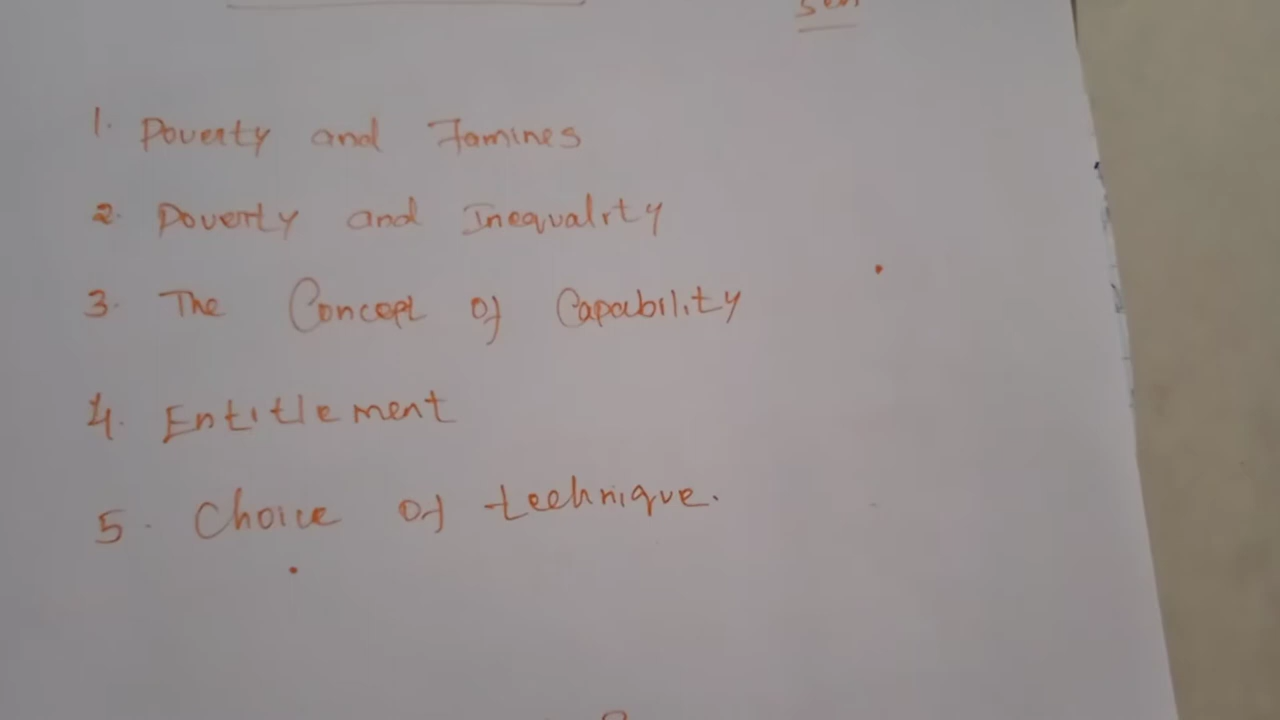 Sen
1. Poverty and Famines
2. Poverty and Inequality
3. The Concept of Capability
4. Entitlement
5. Choice of technique.